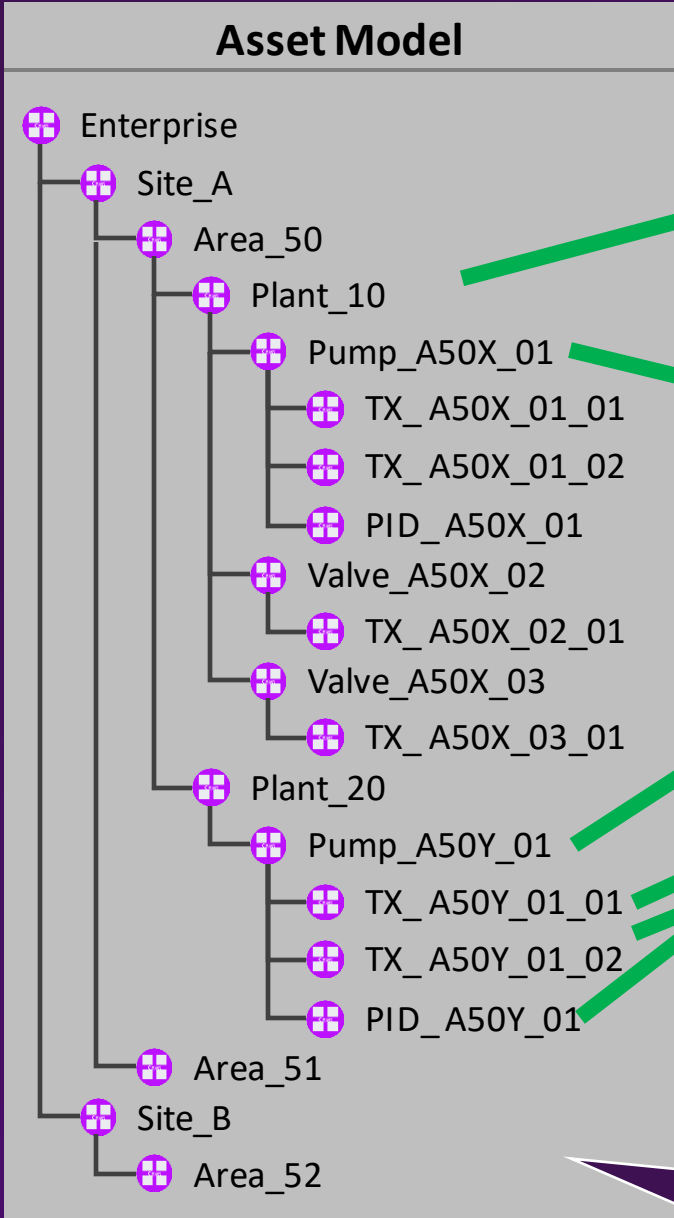 Asset Model
Enterprise
Site_A
Area_50
Plant_10
Pump_A50X_01
TX_ A50X_01_01
TX_ A50X_01_02
PID_ A50X_01
Valve_A50X_02
TX_ A50X_02_01
Valve_A50X_03
TX_ A50X_03_01
Plant_20
Pump_A50Y_01
TX_ A50Y_01_01
TX_ A50Y_01_02
PID_ A50Y_01
Area_51
Site_B
Area_52